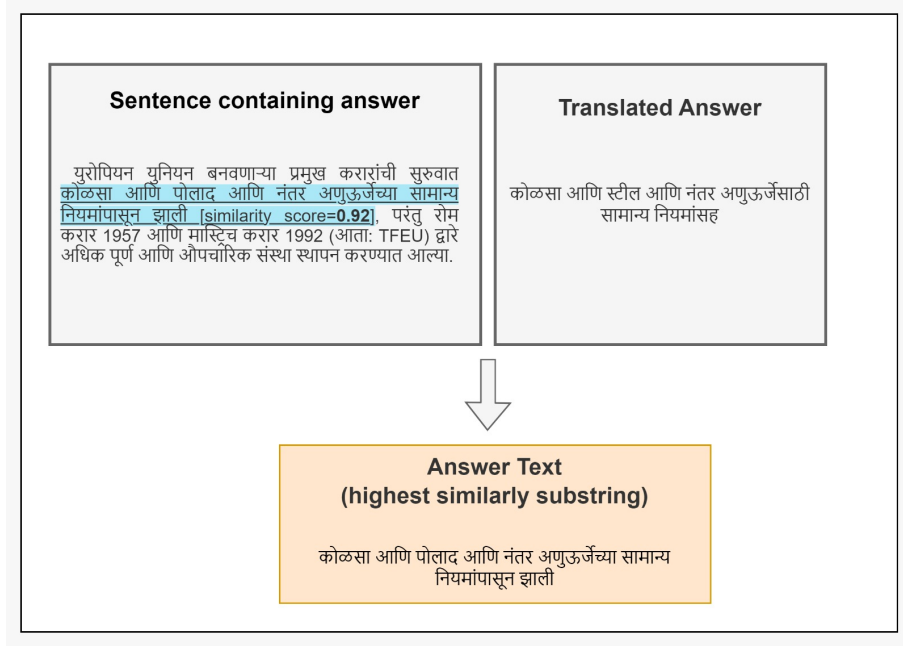 Sentence containing answer
युरोपियन युनियन बनवणाऱ्या प्रमुख करारांची सुरुवात
कोळसा आणि पोलाद आणि नंतर अणुऊर्जेच्या सामान्य
नियमांपासून झाली [similarity score=0.92], परंतु रोम
करार 1957 आणि मास्ट्रिच करार 1992 (आता: TFEU) द्वारे
अधिक पूर्ण आणि औपचारिक संस्था स्थापन करण्यात आल्या.
Translated Answer
कोळसा आणि स्टील आणि नंतर अणुऊर्जेसाठी
सामान्य नियमांसह
Answer Text
(highest similarly substring)
कोळसा आणि पोलाद आणि नंतर अणुऊर्जेच्या सामान्य
नियमांपासून झाली